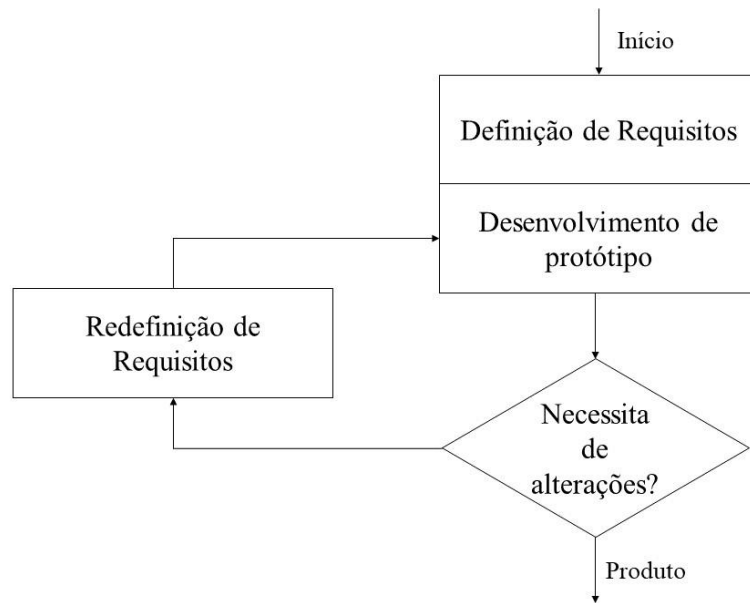 Início
Definição de Requisitos
Desenvolvimento de
protótipo
Redefinição de
Requisitos
Necessita
de
alterações?
Produto